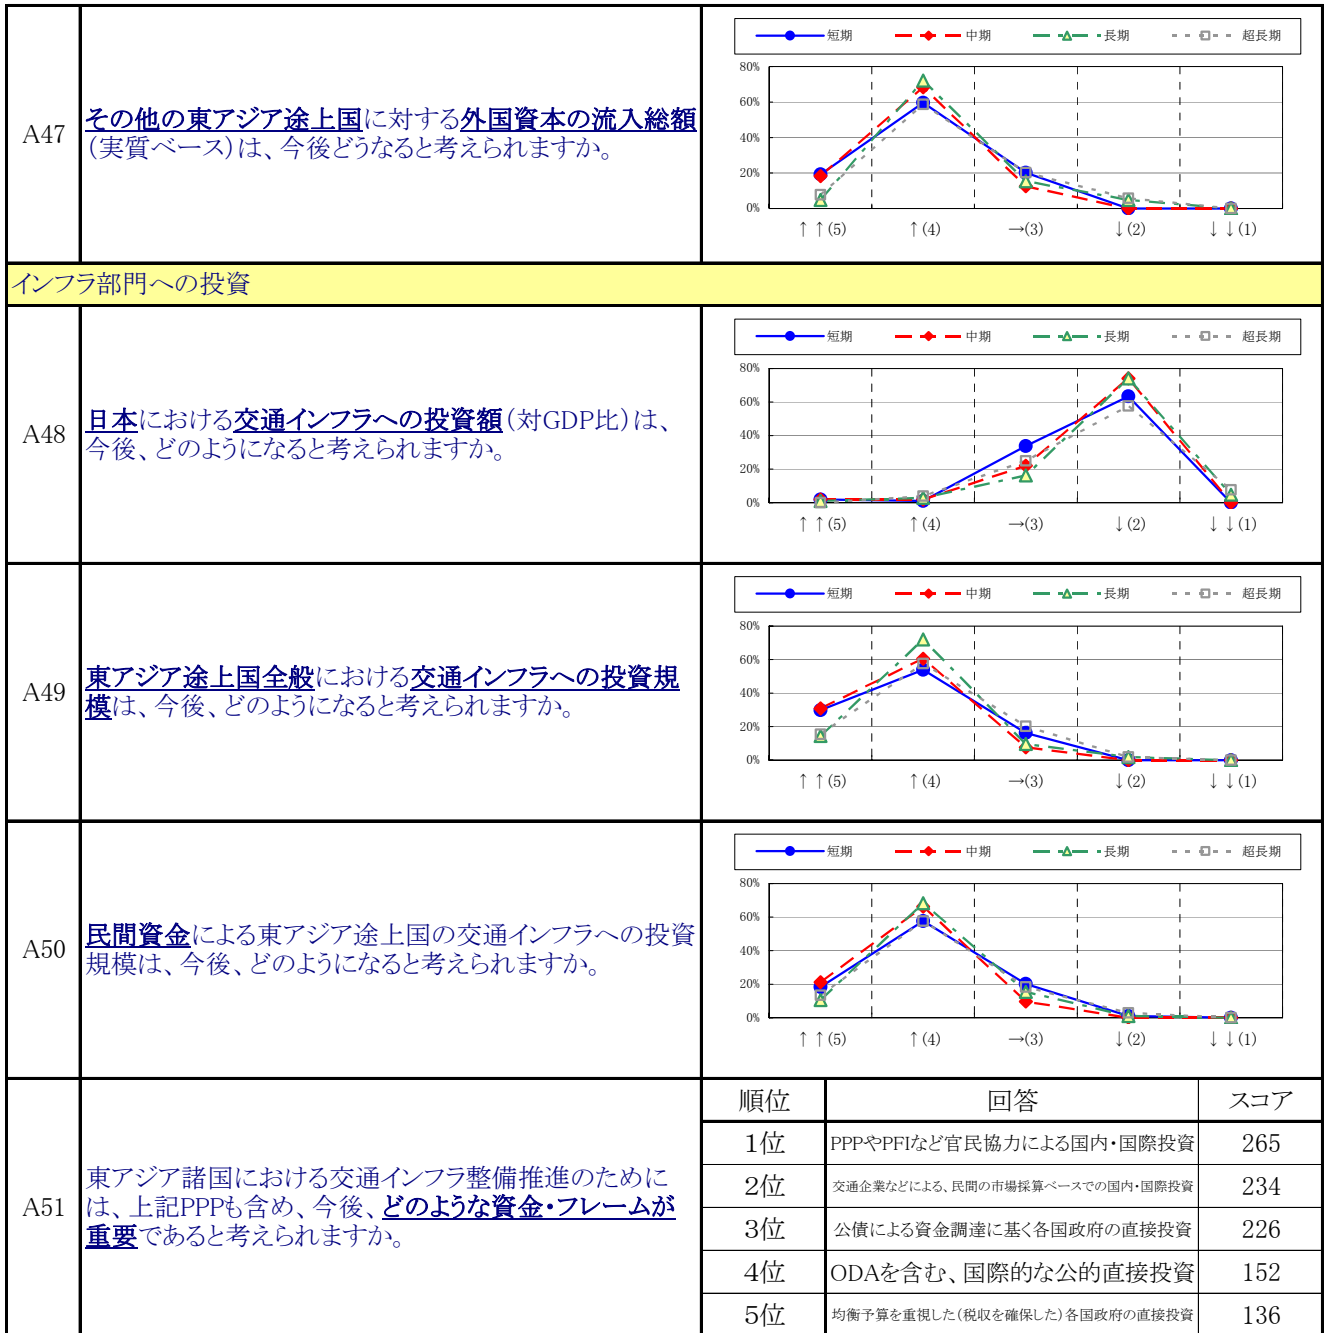 A47
その他の東アジア途上国に対する外国資本の流入総額
(実質ベース)は、今後どうなると考えられますか。
短期 中期 長期 超長期
80%
60%
40%
20%
0%
↑↑(5) ↑(4) →(3) ↓(2) ↓↓(1)
インフラ部門への投資
A48
日本における交通インフラへの投資額(対GDP比)は、
今後、どのようになると考えられますか。
短期 中期 長期 超長期
80%
60%
40%
20%
0%
↑↑(5) ↑(4) →(3) ↓(2) ↓↓(1)
A49
東アジア途上国全般における交通インフラへの投資規
模は、今後、どのようになると考えられますか。
短期 中期 長期 超長期
80%
60%
40%
20%
0%
↑↑(5) ↑(4) →(3) ↓(2) ↓↓(1)
A50
民間資金による東アジア途上国の交通インフラへの投資
規模は、今後、どのようになると考えられますか。
短期 中期 長期 超長期
80%
60%
40%
20%
0%
↑↑(5) ↑(4) →(3) ↓(2) ↓↓(1)
A51
東アジア諸国における交通インフラ整備推進のために
は、上記PPPも含め、今後、どのような資金・フレームが
重要であると考えられますか。
順位 回答 スコア
1位 PPPやPFIなど官民協力による国内・国際投資 265
2位 交通企業などによる、民間の市場採算ベースでの国内・国際投資 234
3位 公債による資金調達に基く各国政府の直接投資 226
4位 ODAを含む、国際的な公的直接投資 152
5位 均衡予算を重視した(税収を確保した)各国政府の直接投資 136